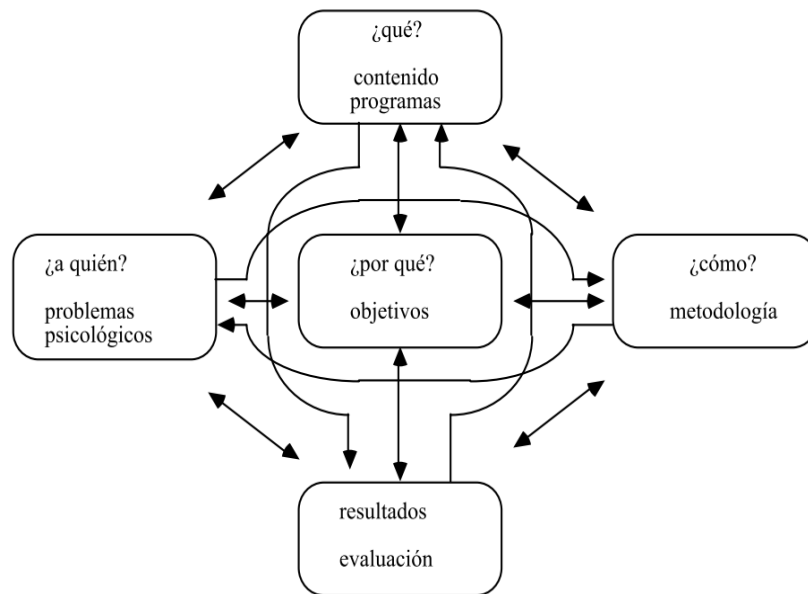 ¿qué?
contenido
programas
¿a quién?
problemas
psicológicos
¿por qué?
objetivos
¿cómo?
metodología
resultados
evaluación